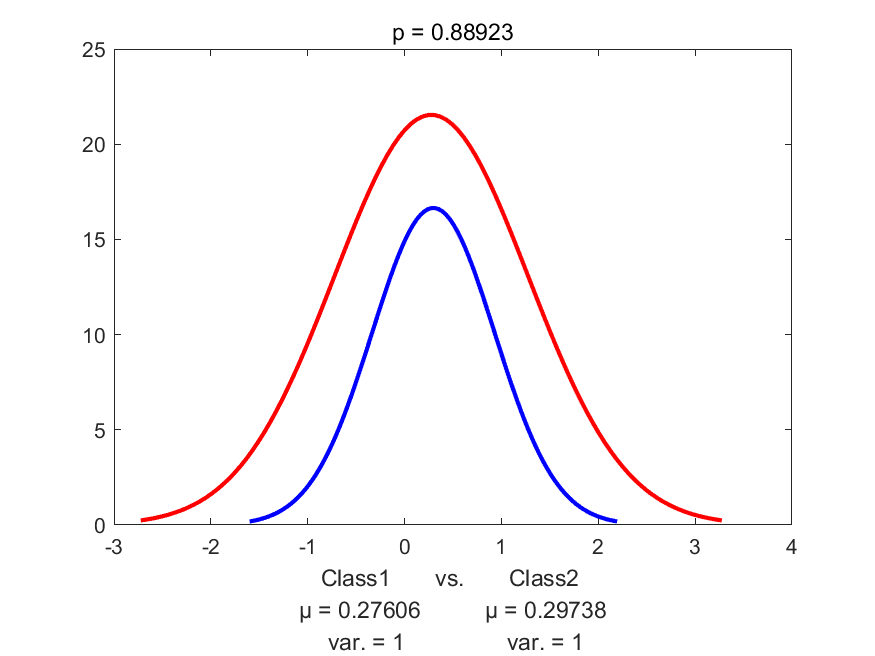 p = 0.88923
25
20
15
10
5
0
-3 -2 -1 0 1 2 3 4
Class1 vs. Class2
μ = 0.27606 μ = 0.29738
var. = 1 var. = 1